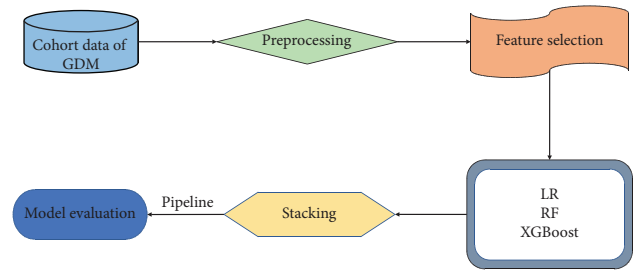 Cohort data of
GDM
Preprocessing
Feature selection
LR
RF
XGBoost
Stacking
Pipeline
Model evaluation